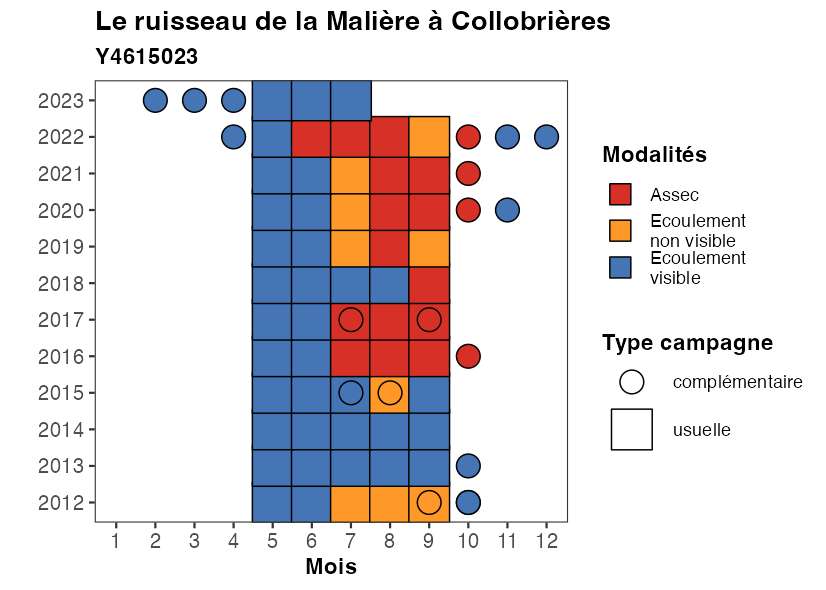 Le ruisseau de la Malière à Collobrières
Y4615023
2023
2022
2021
2020
2019
2018
2017
2016
2015
2014
2013
2012
1 2 3 4 5 6 7 8 9 10 11 12
Mois
Modalités
Assec
Ecoulement
non visible
Ecoulement
visible
Type campagne
complémentaire
usuelle